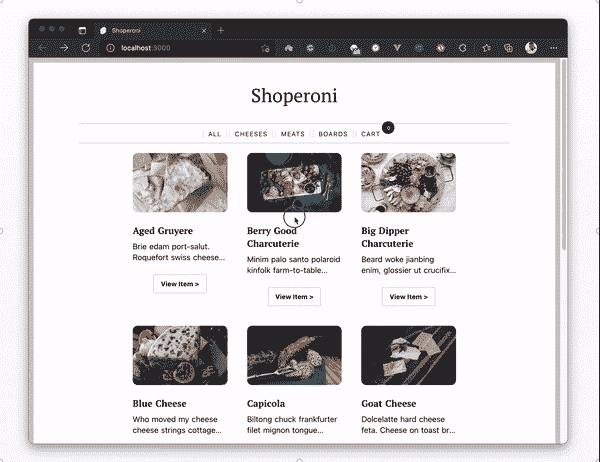 Shoperoni
localhost:3000
Shoperoni
ALL CHEESES MEATS BOARDS CART 0
Aged Gruyere
Brie edam port-salut.
Roquefort swiss cheese...
View Item >
Berry Good
Charcuterie
Minim palo santo polaroid
kinfolk farm-to-table...
View Item >
Big Dipper
Charcuterie
Beard woke jianbing
enim, glossier ut crucifix...
View Item >
Blue Cheese
Who moved my cheese
cheese strings cottage...
Capicola
Biltong chuck frankfurter
filet mignon tongue...
Goat Cheese
Dolcelatte hard cheese
feta. Cheese on toast br...